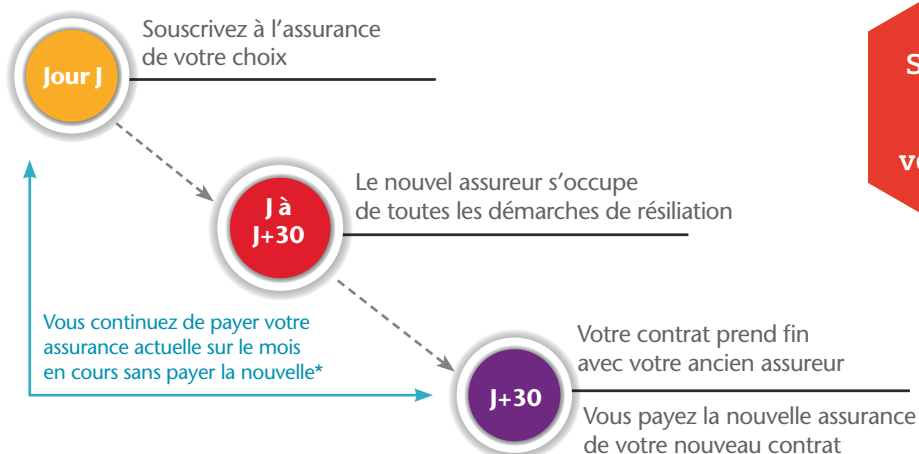 Souscrivez à l’assurance
de votre choix
Jour J
Le nouvel assureur s’occupe
de toutes les démarches de résiliation
J à
J+30
Vous continuez de payer votre
assurance actuelle sur le mois
en cours sans payer la nouvelle*
Votre contrat prend fin
avec votre ancien assureur
J+30
Vous payez la nouvelle assurance
de votre nouveau contrat